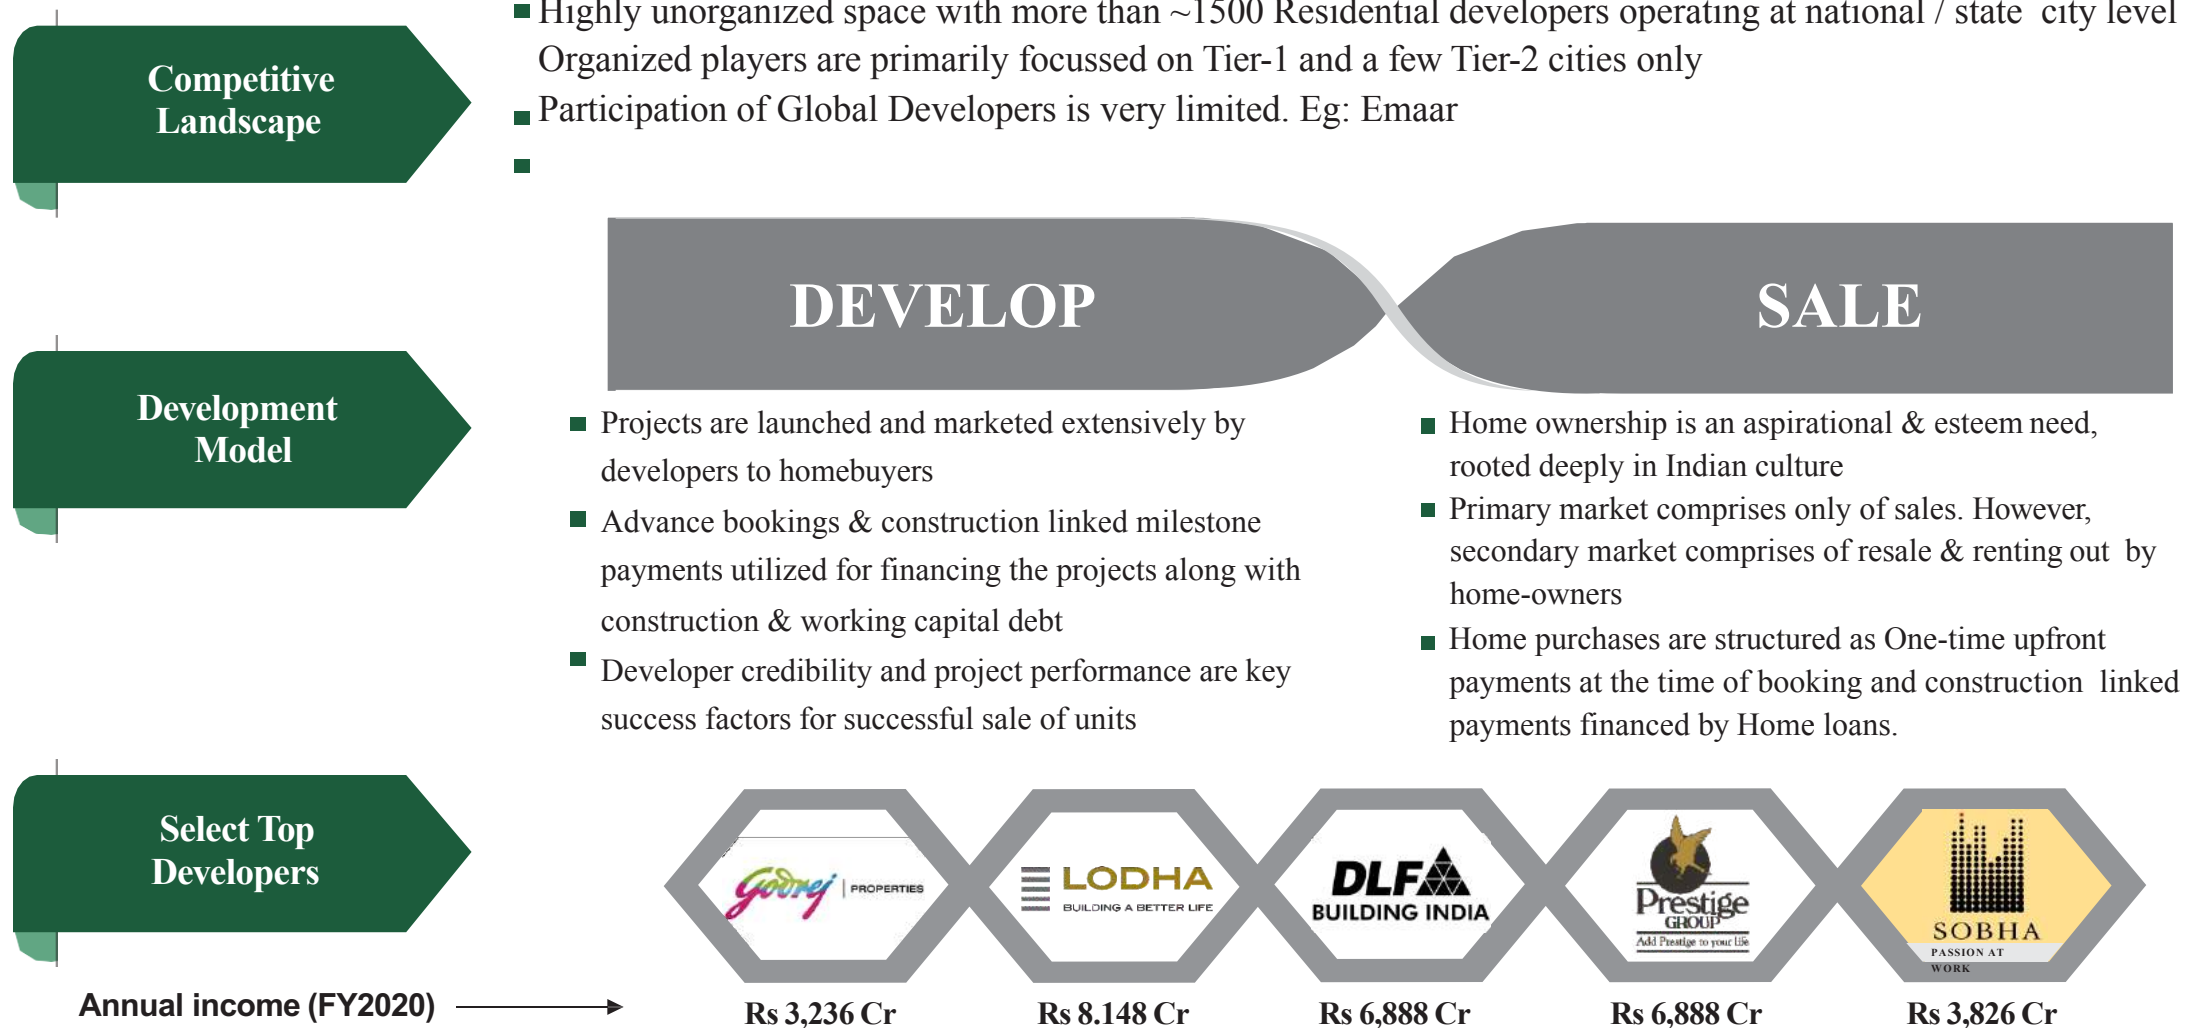 Highly unorganized space with more than ~1500 Residential developers operating at national / state city level
Organized players are primarily focussed on Tier-1 and a few Tier-2 cities only
Participation of Global Developers is very limited. Eg: Emaar
Competitive
Landscape
DEVELOP
SALE
Development
Model
Projects are launched and marketed extensively by
developers to homebuyers
Advance bookings & construction linked milestone
payments utilized for financing the projects along with
construction & working capital debt
Developer credibility and project performance are key
success factors for successful sale of units
Home ownership is an aspirational & esteem need,
rooted deeply in Indian culture
Primary market comprises only of sales. However,
secondary market comprises of resale & renting out by
home-owners
Home purchases are structured as One-time upfront
payments at the time of booking and construction linked
payments financed by Home loans.
Select Top
Developers
Godrej | PROPERTIES
LODHA
BUILDING A BETTER LIFE
DLF
BUILDING INDIA
Prestige
GROUP
Add Prestige to your life
SOBHA
PASSION AT
WORK
Annual income (FY2020)
Rs 3,236 Cr
Rs 8.148 Cr
Rs 6,888 Cr
Rs 6,888 Cr
Rs 3,826 Cr